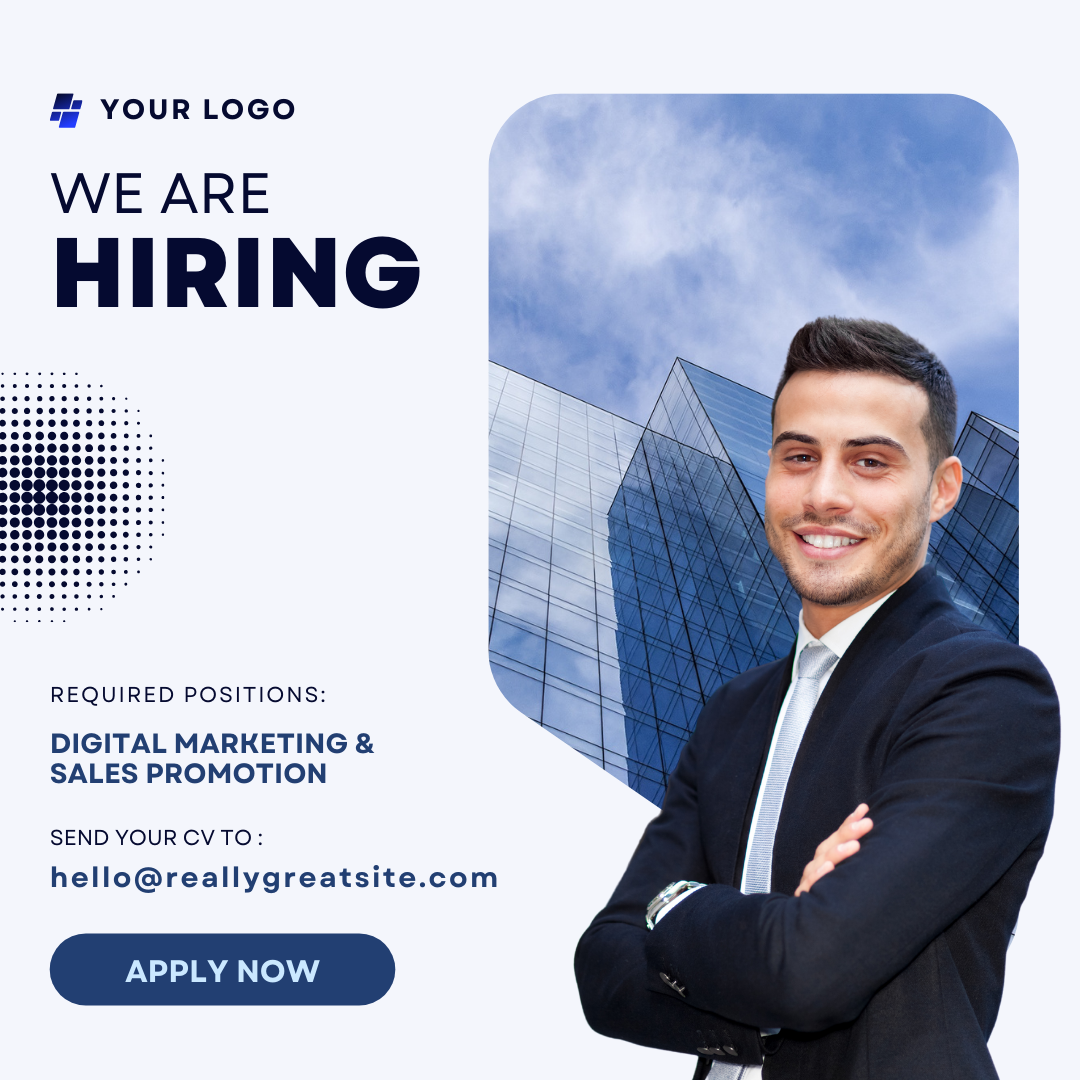 YOUR LOGO
WE ARE
HIRING
REQUIRED POSITIONS:
DIGITAL MARKETING &
SALES PROMOTION
SEND YOUR CV TO :
hello@reallygreatsite.com
APPLY NOW